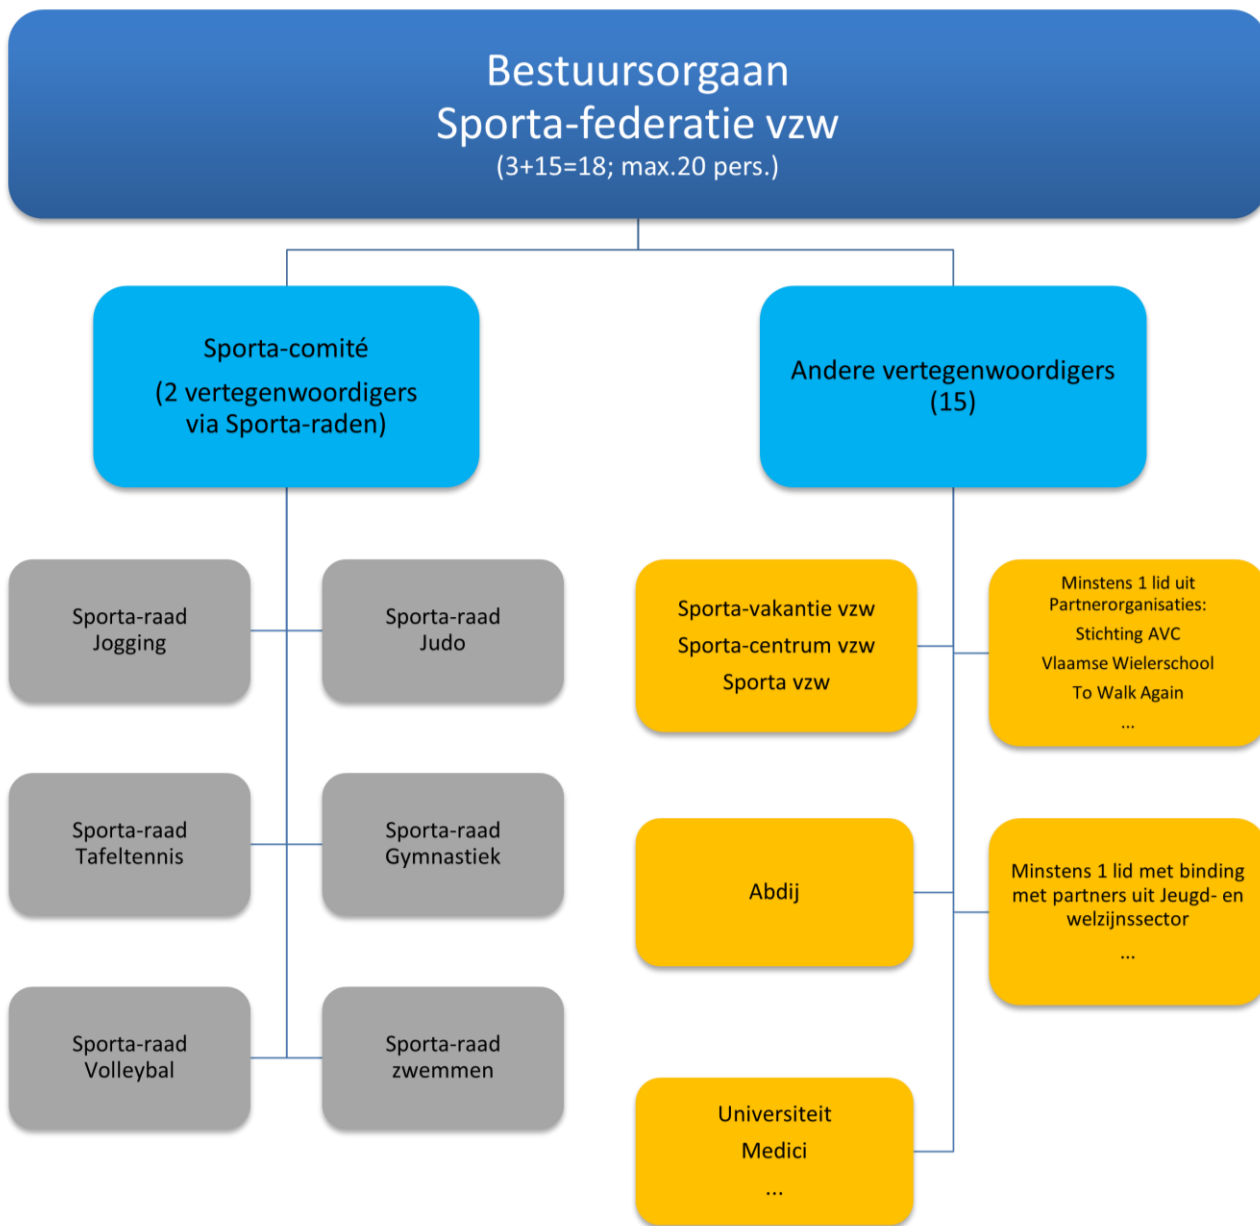 Bestuursorgaan
Sporta-federatie vzw
(3+15=18; max.20 pers.)
Sporta-comité
(2 vertegenwoordigers
via Sporta-raden)
Andere vertegenwoordigers
(15)
Sporta-raad
Jogging
Sporta-raad
Judo
Sporta-vakantie vzw
Sporta-centrum vzw
Sporta vzw
Minstens 1 lid uit
Partnerorganisaties:
Stichting AVC
Vlaamse Wielerschool
To Walk Again
...
Sporta-raad
Tafeltennis
Sporta-raad
Gymnastiek
Abdij
Minstens 1 lid met binding
met partners uit Jeugd- en
welzijnssector
...
Sporta-raad
Volleybal
Sporta-raad
zwemmen
Universiteit
Medici
...